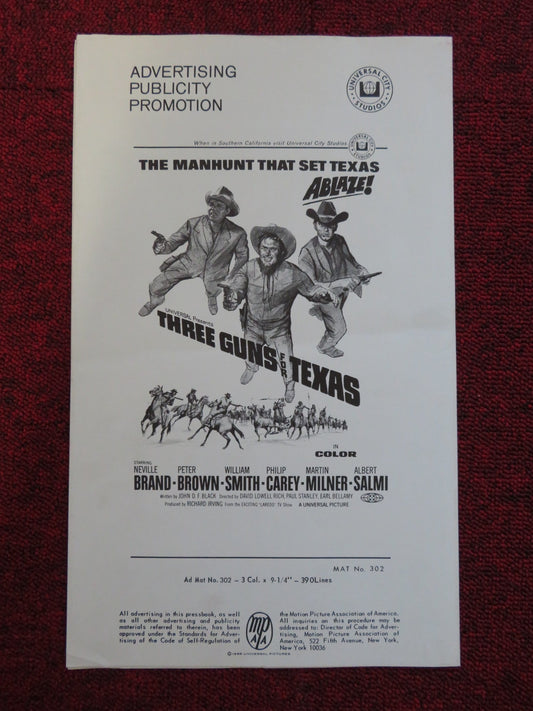 ADVERTISING
PUBLICITY
PROMOTION
UNIVERSAL CITY
STUDIOS
When in Southern California visit Universal City Studios
UNIVERSAL CITY
STUDIOS
THE MANHUNT THAT SET TEXAS
ABLAZE!
UNIVERSAL Presents
THREE GUNS FOR TEXAS
IN
COLOR
STARRING
NEVILLE PETER WILLIAM PHILIP MARTIN ALBERT
BRAND·BROWN·SMITH·CAREY·MILNER·SALMI
Written by JOHN D. F. BLACK Directed by DAVID LOWELL RICH, PAUL STANLEY, EARL BELLAMY
Produced by RICHARD IRVING From the EXCITING "LAREDO" TV Show A UNIVERSAL PICTURE
MAT No. 302
Ad Mat No. 302 — 3 Col. x 9-1/4" — 390Lines
All advertising in this pressbook, as well
as all other advertising and publicity
materials referred to therein, has been
approved under the Standards for Adver-
tising of the Code of Self-Regulation of
MPAA
the Motion Picture Association of America.
All inquiries on this procedure may be
addressed to: Director of Code for Adver-
tising, Motion Picture Association of
America, 522 Fifth Avenue, New York,
New York 10036
UNIVERSAL PICTURES